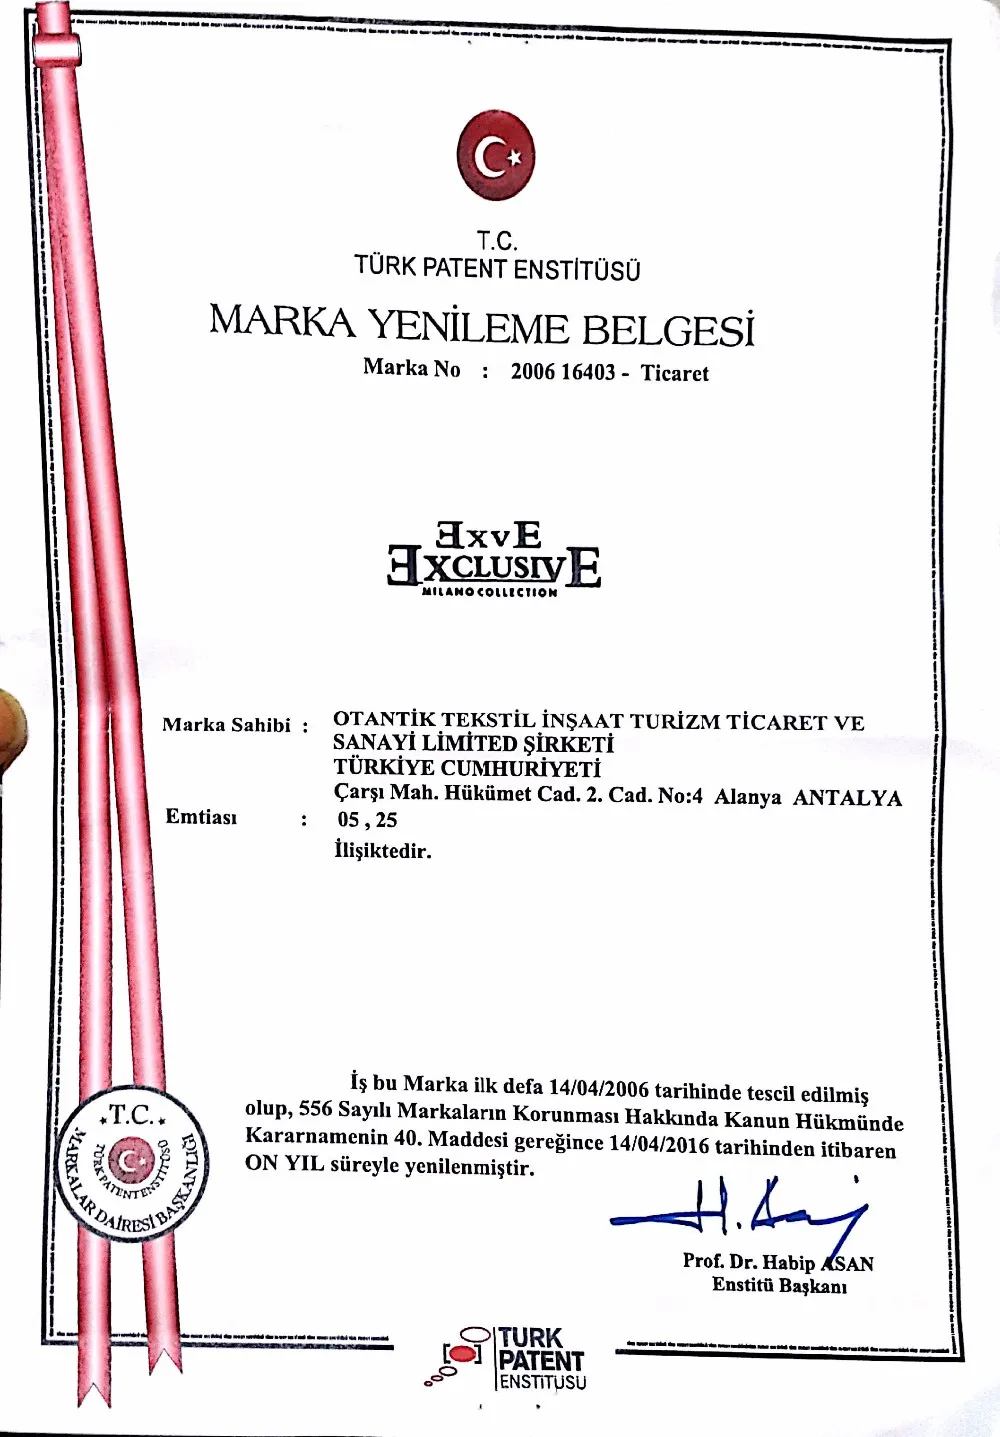 T.C.
TÜRK PATENT ENSTİTÜSÜ
MARKA YENİLEME BELGESİ
Marka No : 2006 16403 - Ticaret
ExvE
EXCLUSIVE
MILANO COLLECTION
Marka Sahibi : OTANTİK TEKSTİL İNŞAAT TURİZM TİCARET VE
SANAYİ LİMİTED ŞİRKETİ
TÜRKİYE CUMHURİYETİ
Çarşı Mah. Hükümet Cad. 2. Cad. No:4 Alanya ANTALYA
Emtiası : 05 , 25
İlişiktedir.
İş bu Marka ilk defa 14/04/2006 tarihinde tescil edilmiş
olup, 556 Sayılı Markaların Korunması Hakkında Kanun Hükmünde
Kararnamenin 40. Maddesi gereğince 14/04/2016 tarihinden itibaren
ON YIL süreyle yenilenmiştir.
T.C.
TÜRK PATENT ENSTİTÜSÜ
MARKALAR DAİRESİ BAŞKANLIĞI
H. Asan
Prof. Dr. Habip ASAN
Enstitü Başkanı
TURK
PATENT
ENSTITUSU